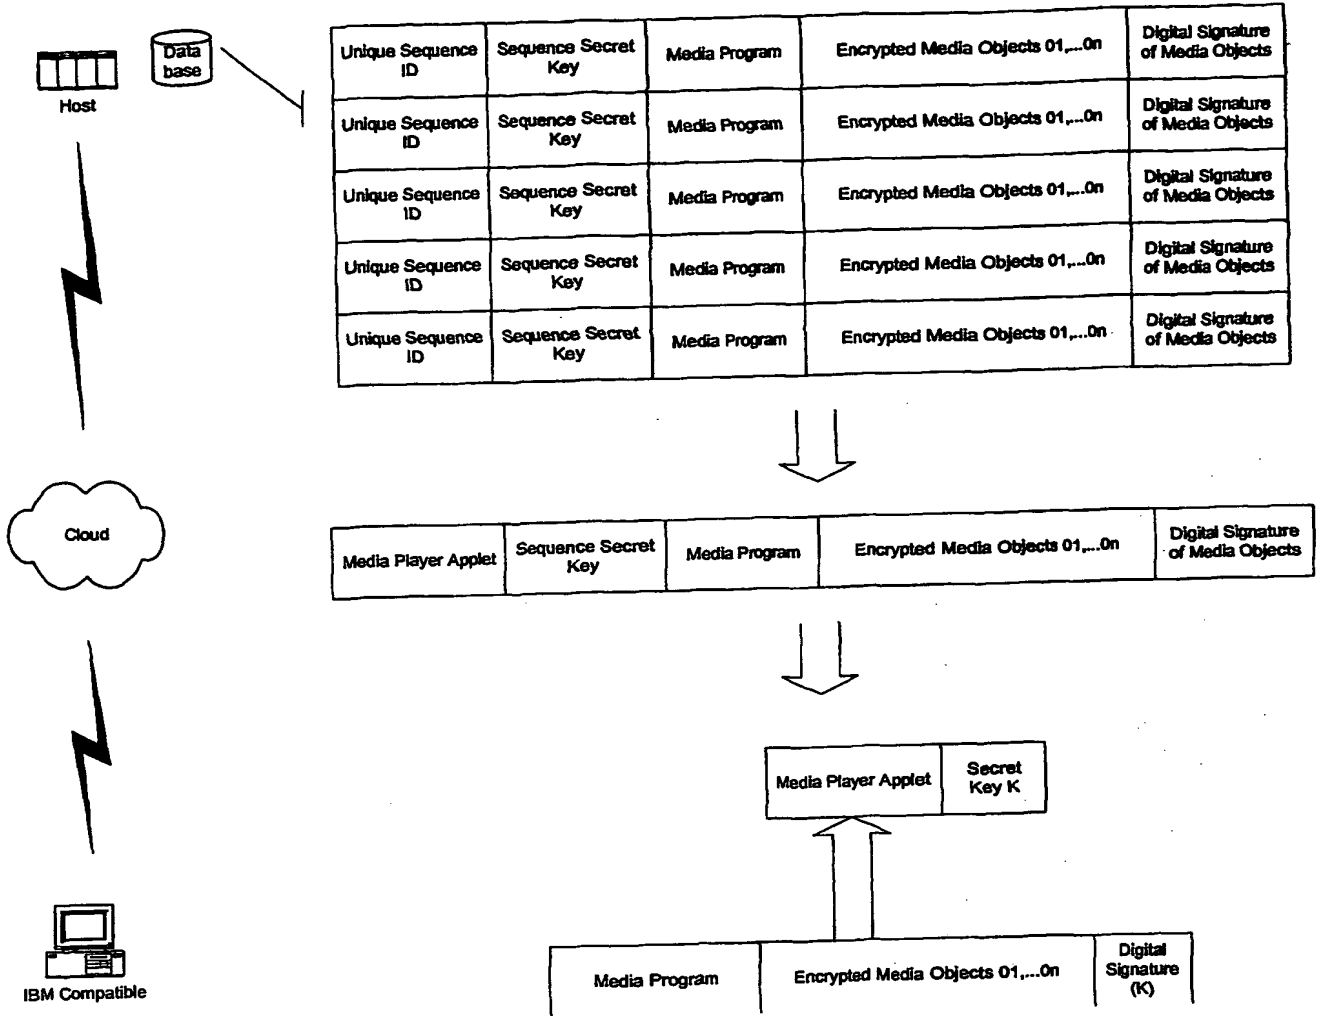 Data
base
Host
Unique Sequence
ID
Sequence Secret
Key
Media Program
Encrypted Media Objects 01,...0n
Digital Signature
of Media Objects
Unique Sequence
ID
Sequence Secret
Key
Media Program
Encrypted Media Objects 01,...0n
Digital Signature
of Media Objects
Unique Sequence
ID
Sequence Secret
Key
Media Program
Encrypted Media Objects 01,...0n
Digital Signature
of Media Objects
Unique Sequence
ID
Sequence Secret
Key
Media Program
Encrypted Media Objects 01,...0n
Digital Signature
of Media Objects
Unique Sequence
ID
Sequence Secret
Key
Media Program
Encrypted Media Objects 01,...0n
Digital Signature
of Media Objects
Cloud
Media Player Applet
Sequence Secret
Key
Media Program
Encrypted Media Objects 01,...0n
Digital Signature
of Media Objects
Media Player Applet
Secret
Key K
IBM Compatible
Media Program
Encrypted Media Objects 01,...0n
Digital
Signature
(K)